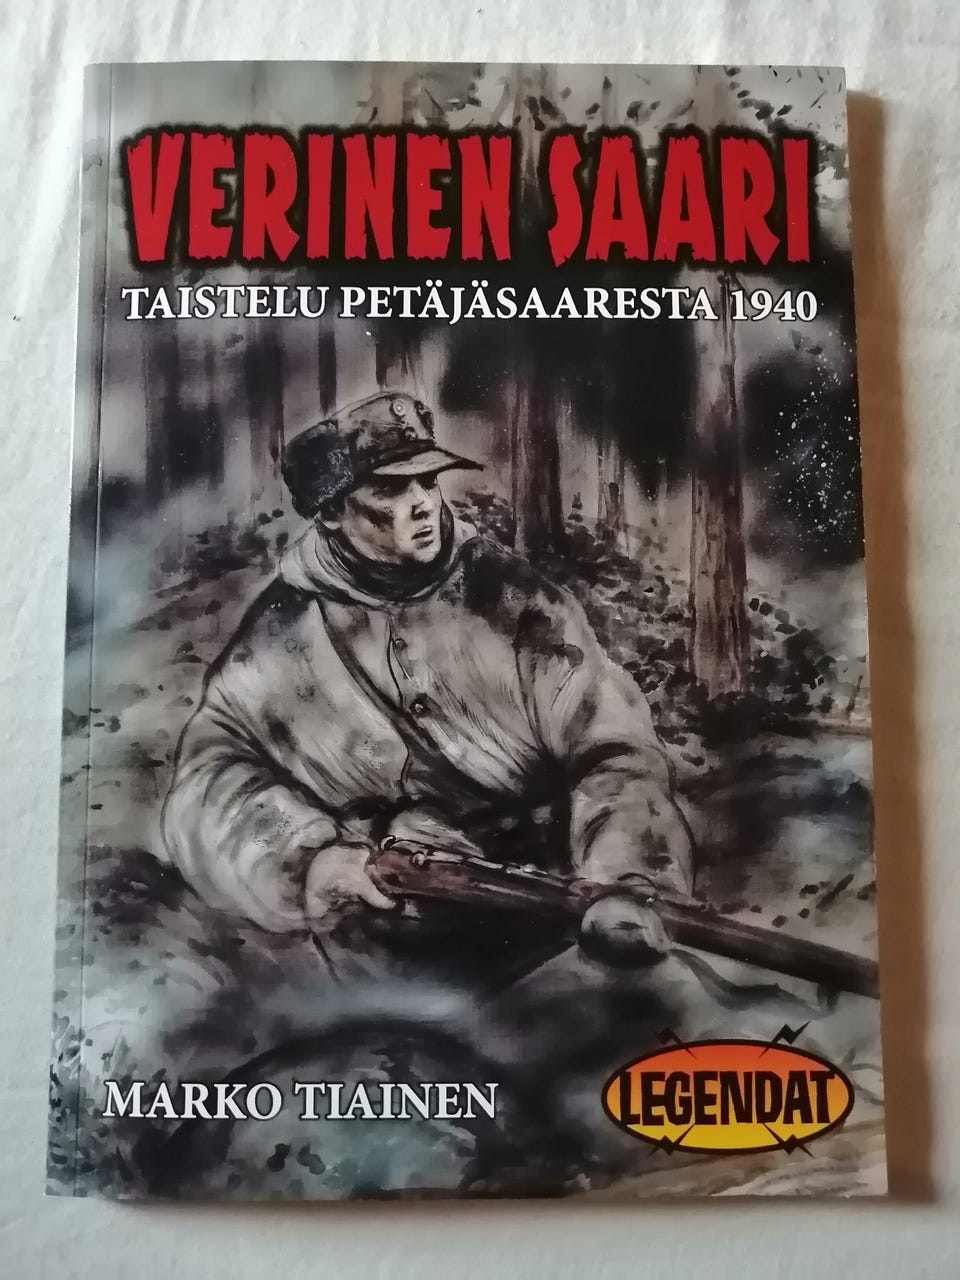 VERINEN SAARI
TAISTELU PETÄJÄSAARESTA 1940
MARKO TIAINEN
LEGENDAT